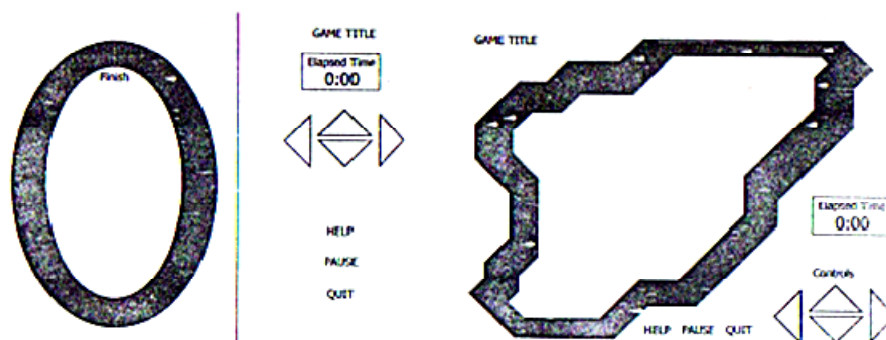 Finish
GAME TITLE
Elapsed Time
0:00
HELP
PAUSE
QUIT
GAME TITLE
Elapsed Time
0:00
Controls
HELP PAUSE QUIT